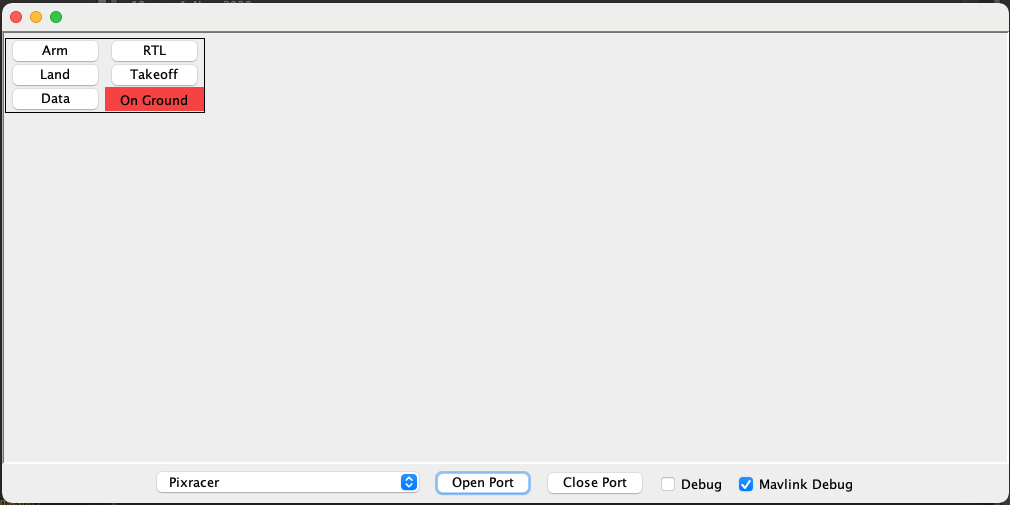 Arm RTL
Land Takeoff
Data On Ground
Pixracer Open Port Close Port Debug Mavlink Debug